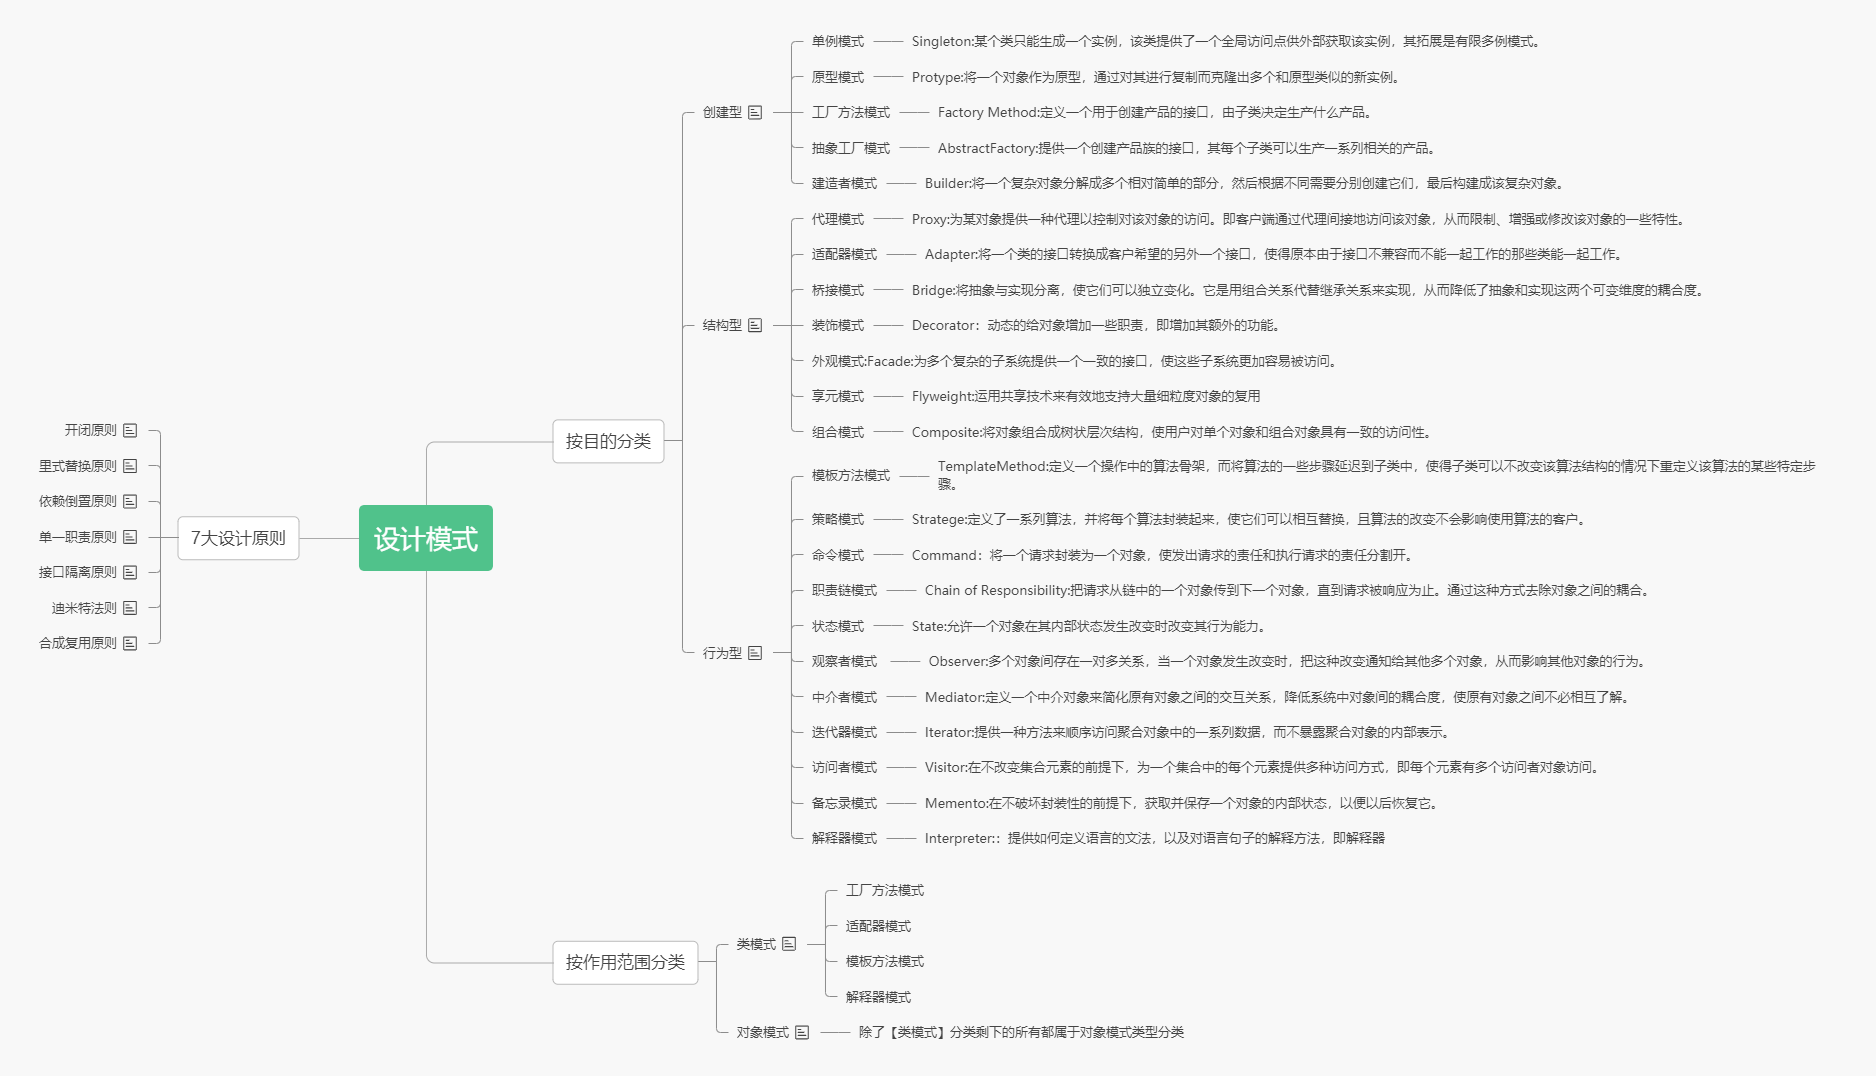 设计模式
7大设计原则
开闭原则
里式替换原则
依赖倒置原则
单一职责原则
接口隔离原则
迪米特法则
合成复用原则
按目的分类
创建型
单例模式 Singleton:某个类只能生成一个实例，该类提供了一个全局访问点供外部获取该实例，其拓展是有限多例模式。
原型模式 Protype:将一个对象作为原型，通过对其进行复制而克隆出多个和原型类似的新实例。
工厂方法模式 Factory Method:定义一个用于创建产品的接口，由子类决定生产什么产品。
抽象工厂模式 AbstractFactory:提供一个创建产品族的接口，其每个子类可以生产一系列相关的产品。
建造者模式 Builder:将一个复杂对象分解成多个相对简单的部分，然后根据不同需要分别创建它们，最后构建成该复杂对象。
结构型
代理模式 Proxy:为某对象提供一种代理以控制对该对象的访问。即客户端通过代理间接地访问该对象，从而限制、增强或修改该对象的一些特性。
适配器模式 Adapter:将一个类的接口转换成客户希望的另外一个接口，使得原本由于接口不兼容而不能一起工作的那些类能一起工作。
桥接模式 Bridge:将抽象与实现分离，使它们可以独立变化。它是用组合关系代替继承关系来实现，从而降低了抽象和实现这两个可变维度的耦合度。
装饰模式 Decorator：动态的给对象增加一些职责，即增加其额外的功能。
外观模式:Facade:为多个复杂的子系统提供一个一致的接口，使这些子系统更加容易被访问。
享元模式 Flyweight:运用共享技术来有效地支持大量细粒度对象的复用
组合模式 Composite:将对象组合成树状层次结构，使用户对单个对象和组合对象具有一致的访问性。
行为型
模板方法模式 TemplateMethod:定义一个操作中的算法骨架，而将算法的一些步骤延迟到子类中，使得子类可以不改变该算法结构的情况下重定义该算法的某些特定步
骤。
策略模式 Stratege:定义了一系列算法，并将每个算法封装起来，使它们可以相互替换，且算法的改变不会影响使用算法的客户。
命令模式 Command：将一个请求封装为一个对象，使发出请求的责任和执行请求的责任分割开。
职责链模式 Chain of Responsibility:把请求从链中的一个对象传到下一个对象，直到请求被响应为止。通过这种方式去除对象之间的耦合。
状态模式 State:允许一个对象在其内部状态发生改变时改变其行为能力。
观察者模式 Observer:多个对象间存在一对多关系，当一个对象发生改变时，把这种改变通知给其他多个对象，从而影响其他对象的行为。
中介者模式 Mediator:定义一个中介对象来简化原有对象之间的交互关系，降低系统中对象间的耦合度，使原有对象之间不必相互了解。
迭代器模式 Iterator:提供一种方法来顺序访问聚合对象中的一系列数据，而不暴露聚合对象的内部表示。
访问者模式 Visitor:在不改变集合元素的前提下，为一个集合中的每个元素提供多种访问方式，即每个元素有多个访问者对象访问。
备忘录模式 Memento:在不破坏封装性的前提下，获取并保存一个对象的内部状态，以便以后恢复它。
解释器模式 Interpreter:：提供如何定义语言的文法，以及对语言句子的解释方法，即解释器
按作用范围分类
类模式
工厂方法模式
适配器模式
模板方法模式
解释器模式
对象模式 除了【类模式】分类剩下的所有都属于对象模式类型分类